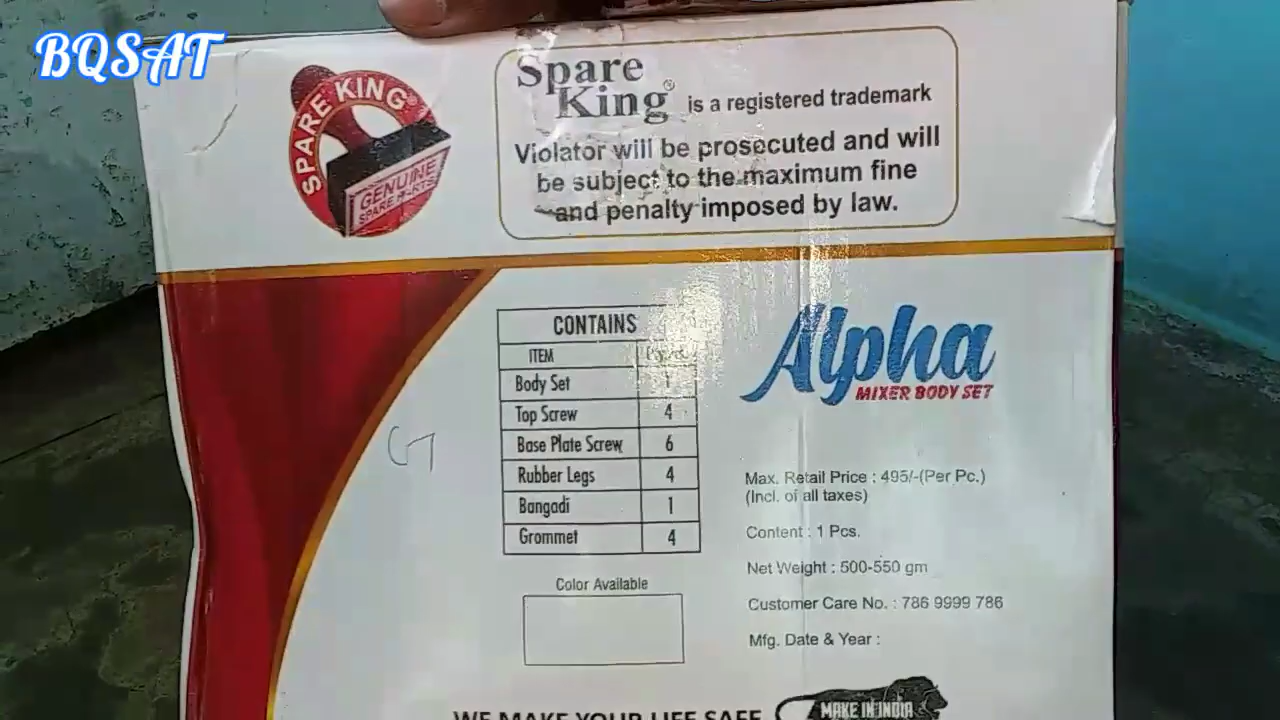 BQSAT
SPARE KING®
GENUINE
SPARE PARTS
Spare
King® is a registered trademark
Violator will be prosecuted and will
be subject to the maximum fine
and penalty imposed by law.
CONTAINS
ITEM
Body Set 1
Top Screw 4
Base Plate Screw 6
Rubber Legs 4
Bangadi 1
Grommet 4
Color Available
Alpha
MIXER BODY SET
Max. Retail Price : 495/-(Per Pc.)
(Incl. of all taxes)
Content : 1 Pcs.
Net Weight : 500-550 gm
Customer Care No. : 786 9999 786
Mfg. Date & Year :
WE MAKE YOUR LIFE SAFE
MAKE IN INDIA